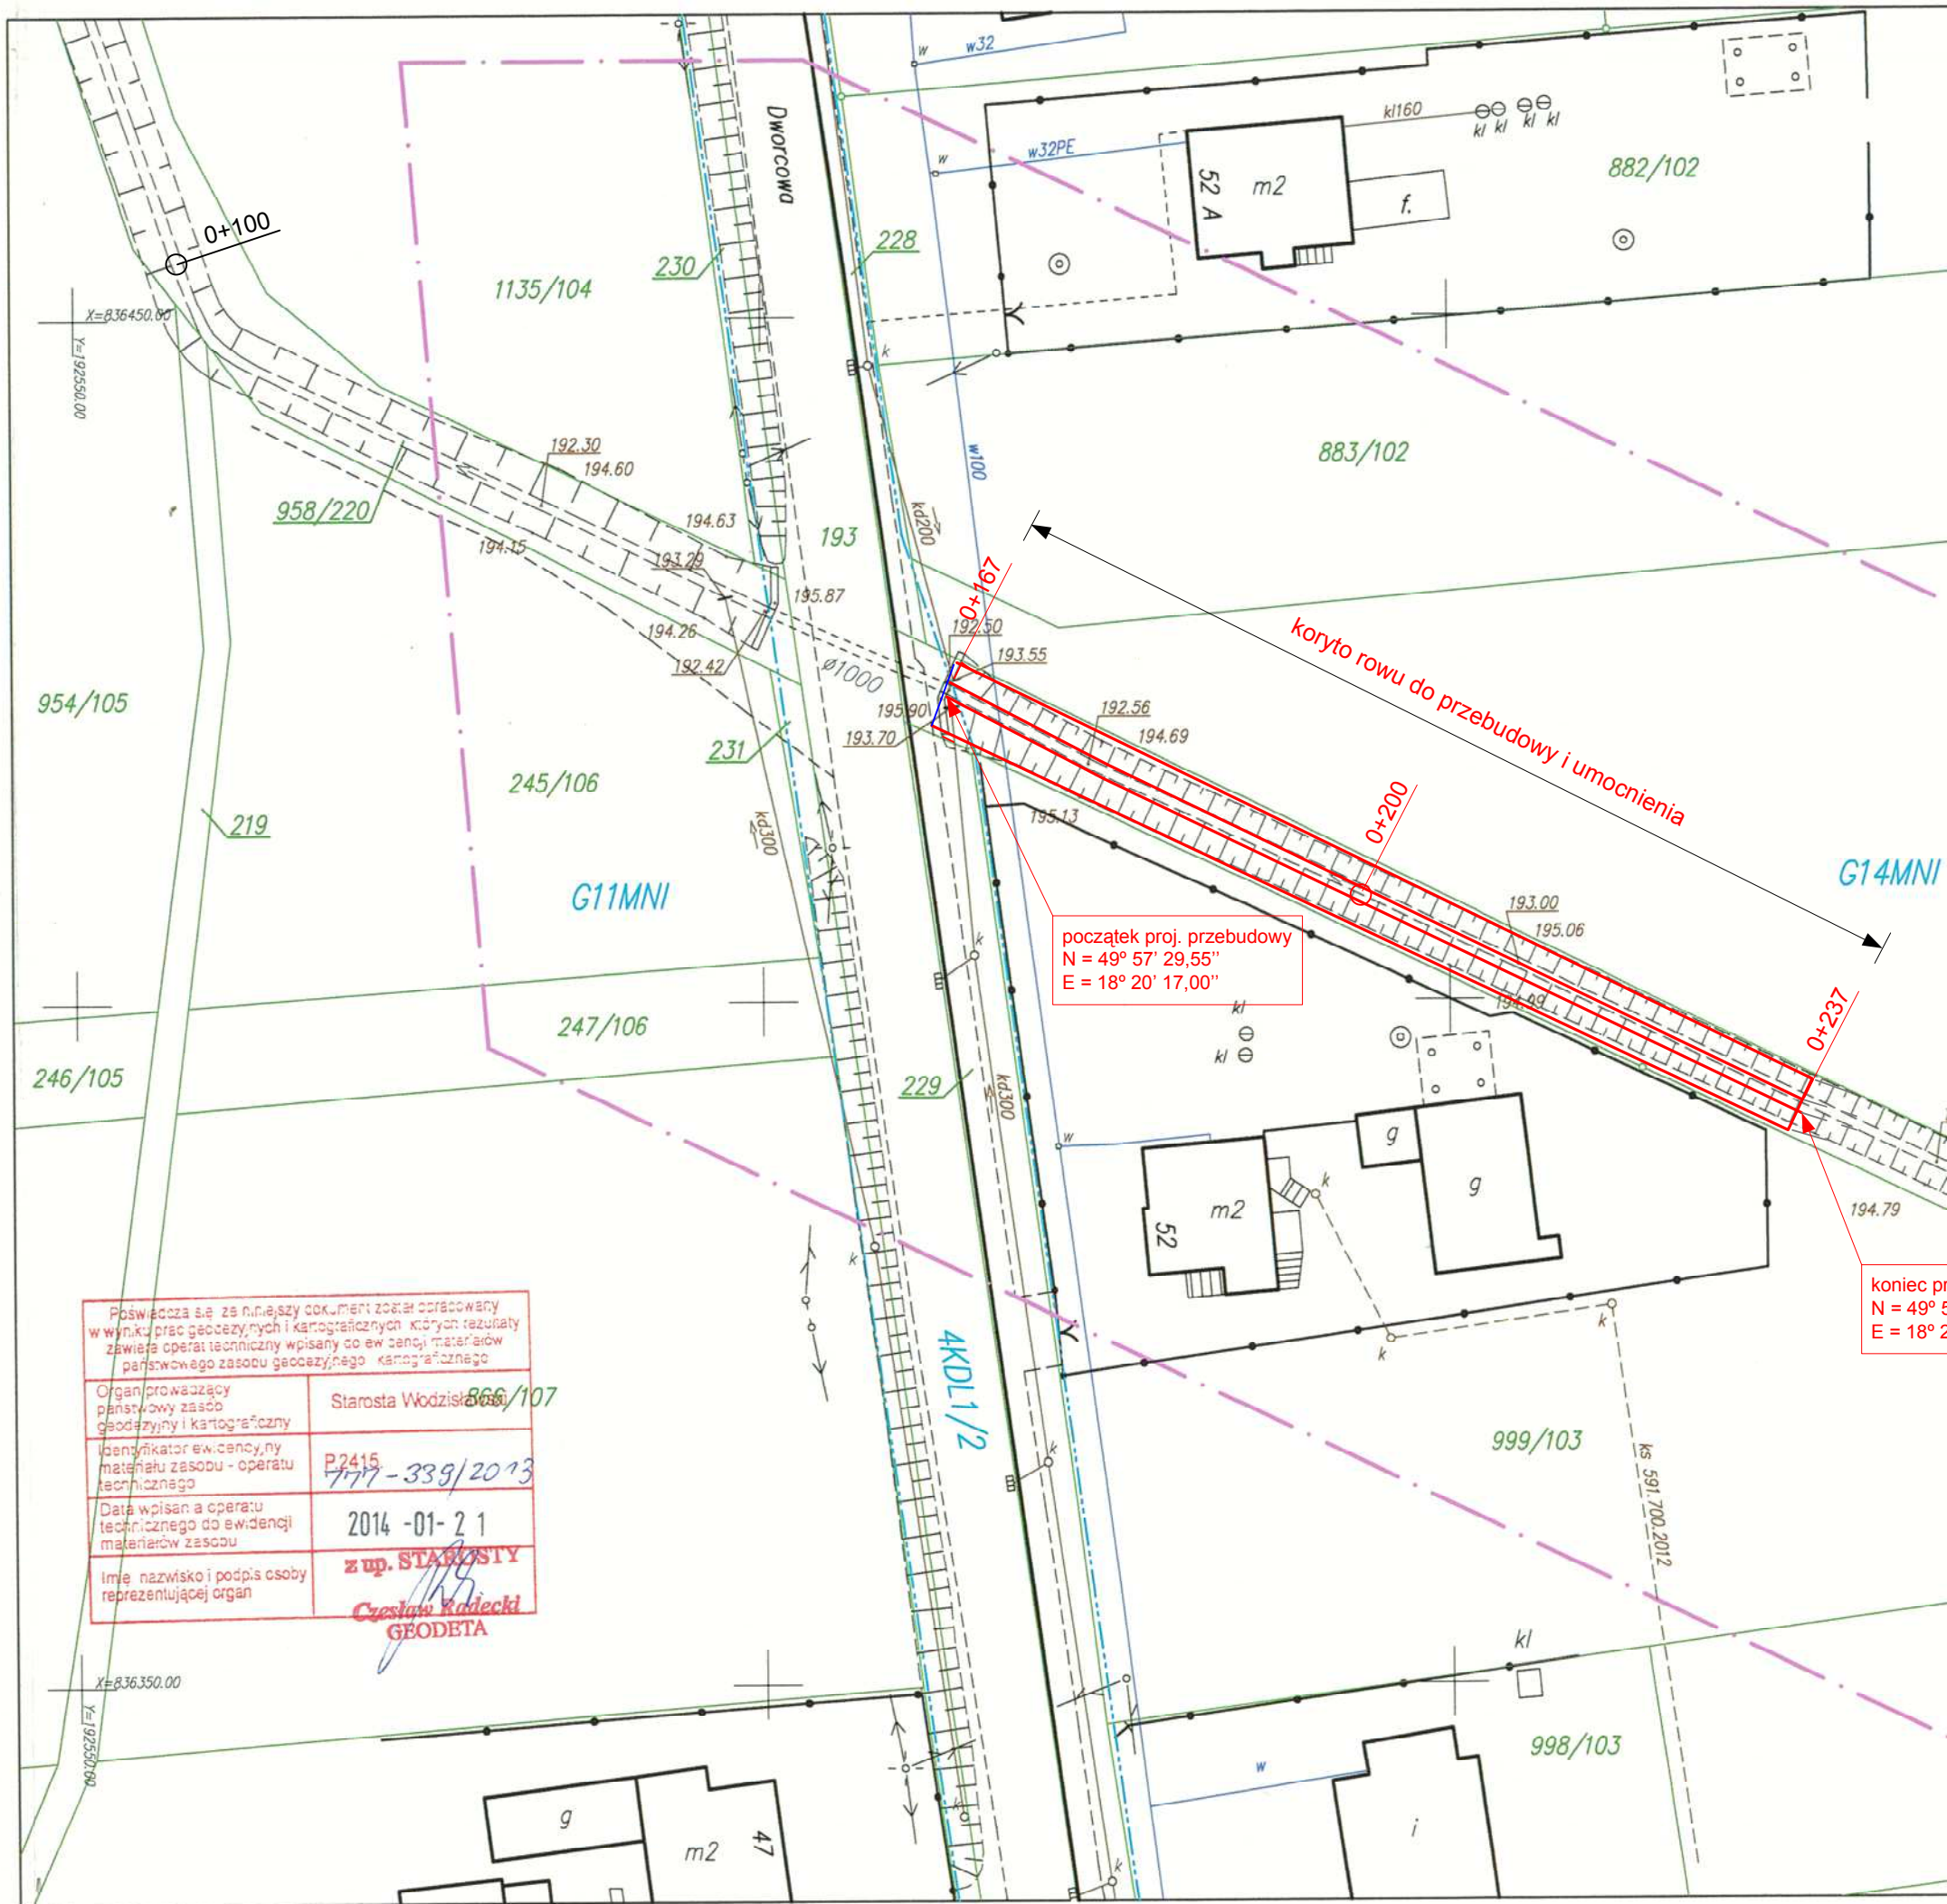 w
w32
Dworcowa
w
w32PE
kl160
kl
kl
kl
kl
882/102
52 A
m2
f.
0+100
228
230
1135/104
X=836450.00
Y=192550.00
k
883/102
w100
192.30
194.60
958/220
194.63
kd200
194.15
193
193.29
195.87
0+167
192.50
194.26
193.55
192.42
ø1000
koryto rowu do przebudowy i umocnienia
954/105
195.90
192.56
194.69
193.70
231
245/106
195.13
0+200
219
kd300
G11MNI
G14MNI
193.00
195.06
początek proj. przebudowy
N = 49º 57' 29,55''
E = 18º 20' 17,00''
k
194.99
247/106
kl
kl
0+237
246/105
229
kd300
w
g
g
k
m2
52
194.79
k
koniec pr
N = 49º 5
E = 18º 2
k
k
Poświadcza się, że niniejszy dokument został opracowany
w wyniku prac geodezyjnych i kartograficznych, których rezultaty
zawiera operat techniczny wpisany do ewidencji materiałów
państwowego zasobu geodezyjnego i kartograficznego
Organ prowadzący
państwowy zasób
geodezyjny i kartograficzny
Starosta Wodzisławski
866/107
Identyfikator ewidencyjny
materiału zasobu - operatu
technicznego
P.2415.
777-339/2013
Data wpisania operatu
technicznego do ewidencji
materiałów zasobu
2014 -01- 2 1
Imię, nazwisko i podpis osoby
reprezentującej organ
z up. STAROSTY
Czesław Radecki
GEODETA
4KDL1/2
k
999/103
ks 591.700.2012
kl
X=836350.00
Y=192550.00
998/103
w
g
m2
47
k
k
i